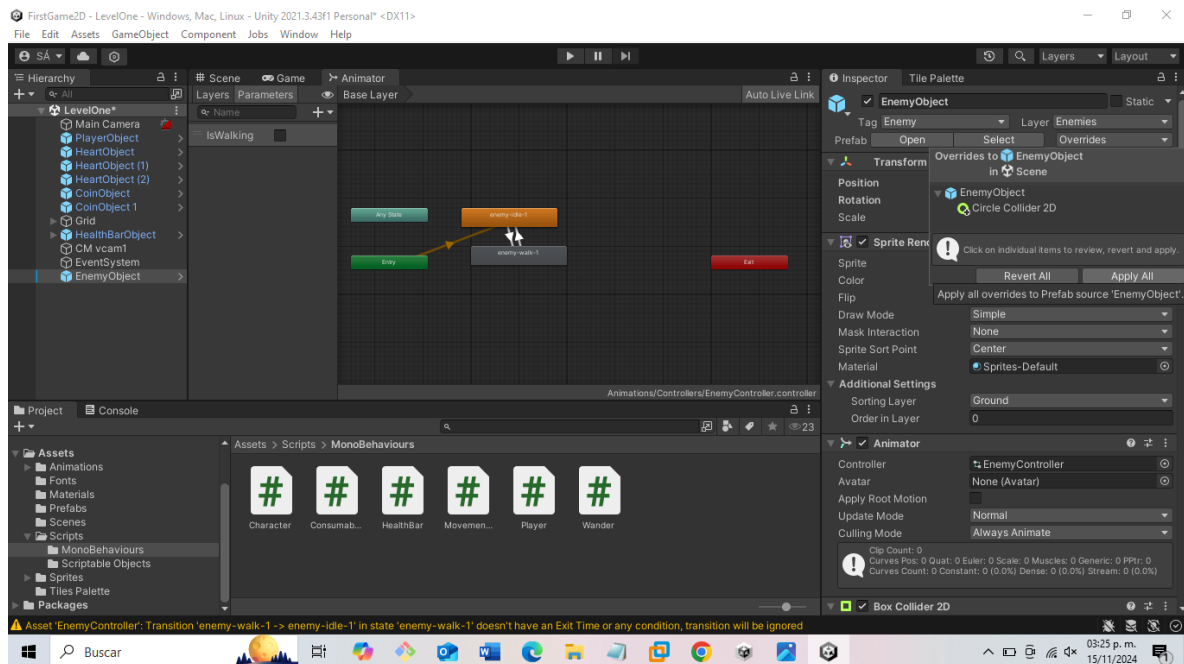 FirstGame2D - LevelOne - Windows, Mac, Linux - Unity 2021.3.43f1 Personal* <DX11>
File Edit Assets GameObject Component Jobs Window Help
SÁ
Layers
Layout
Hierarchy
All
LevelOne*
Main Camera
PlayerObject
HeartObject
HeartObject (1)
HeartObject (2)
CoinObject
CoinObject 1
Grid
HealthBarObject
CM vcam1
EventSystem
EnemyObject
Scene
Game
Animator
Layers Parameters
Base Layer
Auto Live Link
Name
IsWalking
Any State
enemy-idle-1
Entry
enemy-walk-1
Exit
Animations/Controllers/EnemyController.controller
Inspector
Tile Palette
EnemyObject
Static
Tag Enemy
Layer Enemies
Prefab Open Select Overrides
Overrides to EnemyObject
in Scene
EnemyObject
Circle Collider 2D
Click on individual items to review, revert and apply.
Revert All
Apply All
Apply all overrides to Prefab source 'EnemyObject'.
Transform
Position
Rotation
Scale
Sprite Rend
Sprite
Color
Flip
Draw Mode Simple
Mask Interaction None
Sprite Sort Point Center
Material Sprites-Default
Additional Settings
Sorting Layer Ground
Order in Layer 0
Animator
Controller EnemyController
Avatar None (Avatar)
Apply Root Motion
Update Mode Normal
Culling Mode Always Animate
Clip Count: 0
Curves Pos: 0 Quat: 0 Euler: 0 Scale: 0 Muscles: 0 Generic: 0 PPtr: 0
Curves Count: 0 Constant: 0 (0.0%) Dense: 0 (0.0%) Stream: 0 (0.0%)
Box Collider 2D
Project
Console
23
Assets
Animations
Fonts
Materials
Prefabs
Scenes
Scripts
MonoBehaviours
Scriptable Objects
Sprites
Tiles Palette
Packages
Assets > Scripts > MonoBehaviours
Character
Consumab...
HealthBar
Movemen...
Player
Wander
Asset 'EnemyController': Transition 'enemy-walk-1 -> enemy-idle-1' in state 'enemy-walk-1' doesn't have an Exit Time or any condition, transition will be ignored
Buscar
03:25 p. m.
15/11/2024